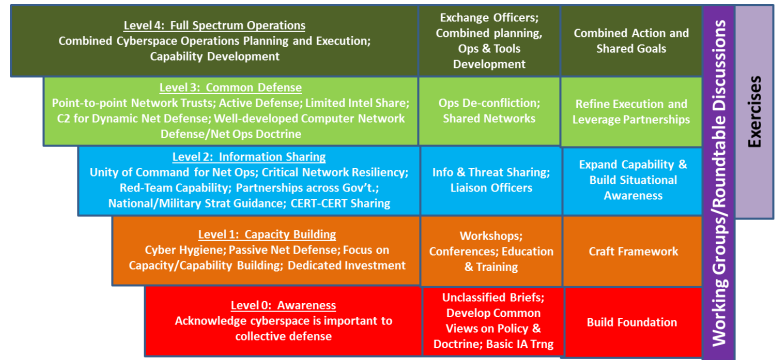 Level 4: Full Spectrum Operations
Combined Cyberspace Operations Planning and Execution;
Capability Development
Exchange Officers;
Combined planning,
Ops & Tools
Development
Combined Action and
Shared Goals
Level 3: Common Defense
Point-to-point Network Trusts; Active Defense; Limited Intel Share;
C2 for Dynamic Net Defense; Well-developed Computer Network
Defense/Net Ops Doctrine
Ops De-confliction;
Shared Networks
Refine Execution and
Leverage Partnerships
Level 2: Information Sharing
Unity of Command for Net Ops; Critical Network Resiliency;
Red-Team Capability; Partnerships across Gov't.;
National/Military Strat Guidance; CERT-CERT Sharing
Info & Threat Sharing;
Liaison Officers
Expand Capability &
Build Situational
Awareness
Level 1: Capacity Building
Cyber Hygiene; Passive Net Defense; Focus on
Capacity/Capability Building; Dedicated Investment
Workshops;
Conferences; Education
& Training
Craft Framework
Level 0: Awareness
Acknowledge cyberspace is important to
collective defense
Unclassified Briefs;
Develop Common
Views on Policy &
Doctrine; Basic IA Trng
Build Foundation
Working Groups/Roundtable Discussions
Exercises